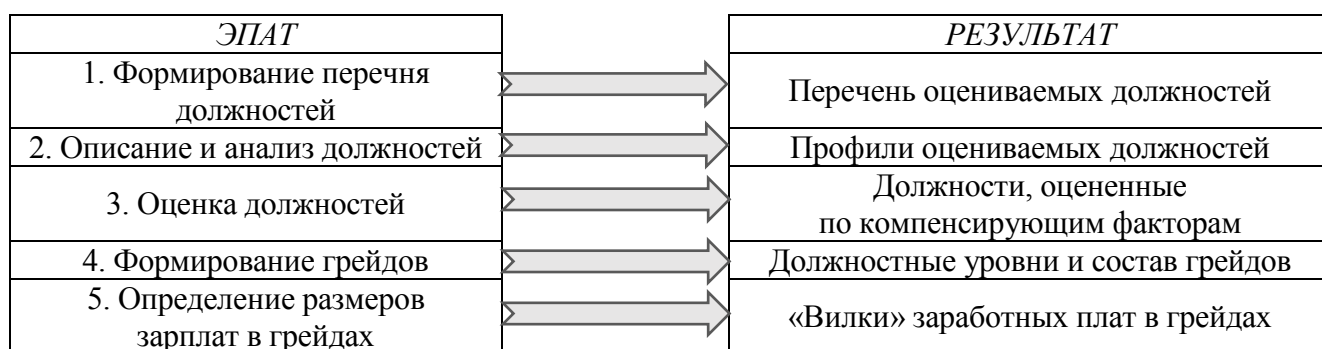 ЭПАТ
РЕЗУЛЬТАТ
1. Формирование перечня
должностей
Перечень оцениваемых должностей
2. Описание и анализ должностей
Профили оцениваемых должностей
3. Оценка должностей
Должности, оцененные
по компенсирующим факторам
4. Формирование грейдов
Должностные уровни и состав грейдов
5. Определение размеров
зарплат в грейдах
«Вилки» заработных плат в грейдах